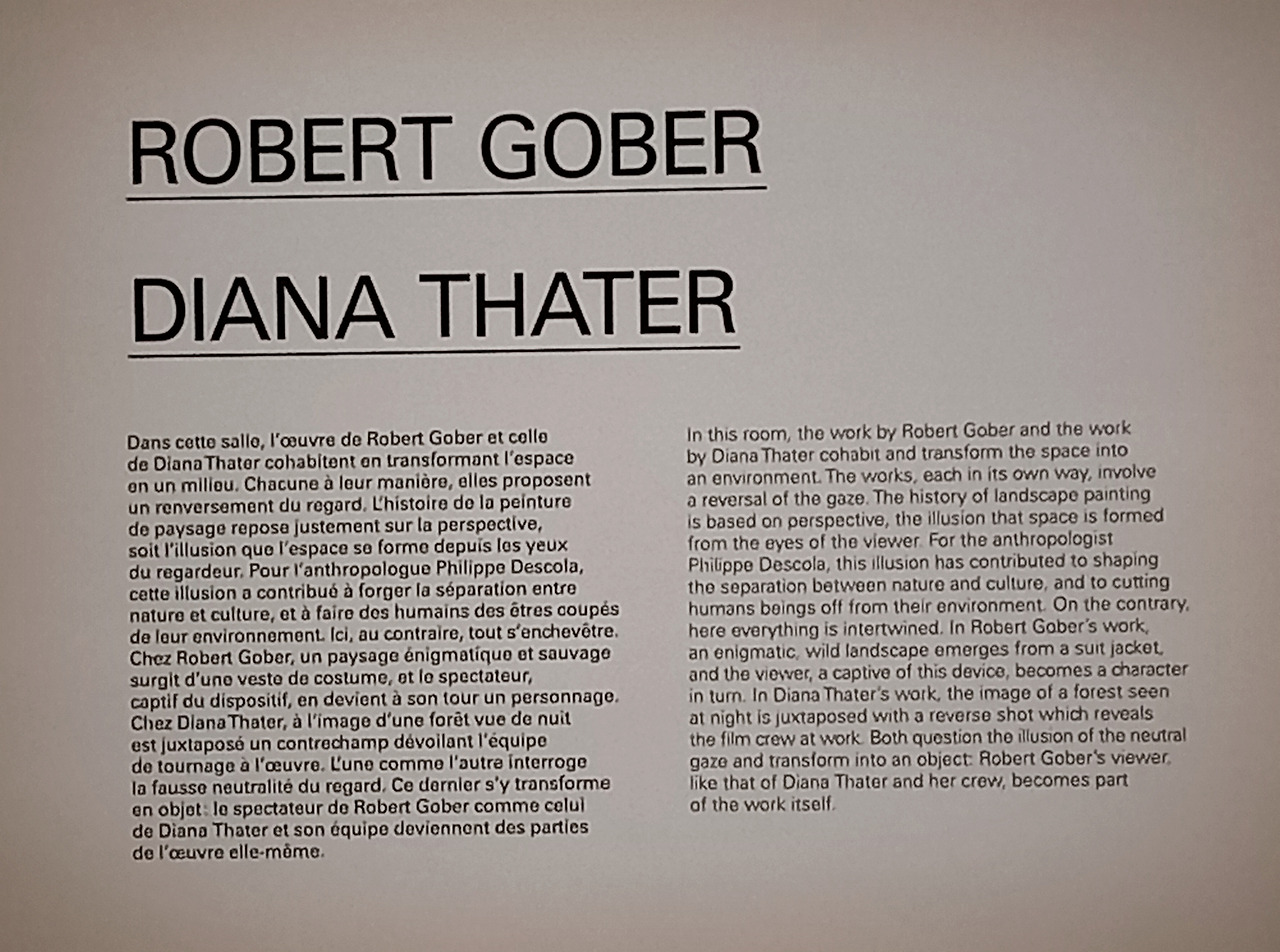 ROBERT GOBER
DIANA THATER
Dans cette salle, l'œuvre de Robert Gober et celle
de Diana Thater cohabitent en transformant l'espace
en un milieu. Chacune à leur manière, elles proposent
un renversement du regard. L'histoire de la peinture
de paysage repose justement sur la perspective,
soit l'illusion que l'espace se forme depuis les yeux
du regardeur. Pour l'anthropologue Philippe Descola,
cette illusion a contribué à forger la séparation entre
nature et culture, et à faire des humains des êtres coupés
de leur environnement. Ici, au contraire, tout s'enchevêtre.
Chez Robert Gober, un paysage énigmatique et sauvage
surgit d'une veste de costume, et le spectateur,
captif du dispositif, en devient à son tour un personnage.
Chez Diana Thater, à l'image d'une forêt vue de nuit
est juxtaposé un contrechamp dévoilant l'équipe
de tournage à l'œuvre. L'une comme l'autre interroge
la fausse neutralité du regard. Ce dernier s'y transforme
en objet : le spectateur de Robert Gober comme celui
de Diana Thater et son équipe deviennent des parties
de l'œuvre elle-même.
In this room, the work by Robert Gober and the work
by Diana Thater cohabit and transform the space into
an environment. The works, each in its own way, involve
a reversal of the gaze. The history of landscape painting
is based on perspective, the illusion that space is formed
from the eyes of the viewer. For the anthropologist
Philippe Descola, this illusion has contributed to shaping
the separation between nature and culture, and to cutting
humans beings off from their environment. On the contrary,
here everything is intertwined. In Robert Gober's work,
an enigmatic, wild landscape emerges from a suit jacket,
and the viewer, a captive of this device, becomes a character
in turn. In Diana Thater's work, the image of a forest seen
at night is juxtaposed with a reverse shot which reveals
the film crew at work. Both question the illusion of the neutral
gaze and transform into an object: Robert Gober's viewer,
like that of Diana Thater and her crew, becomes part
of the work itself.